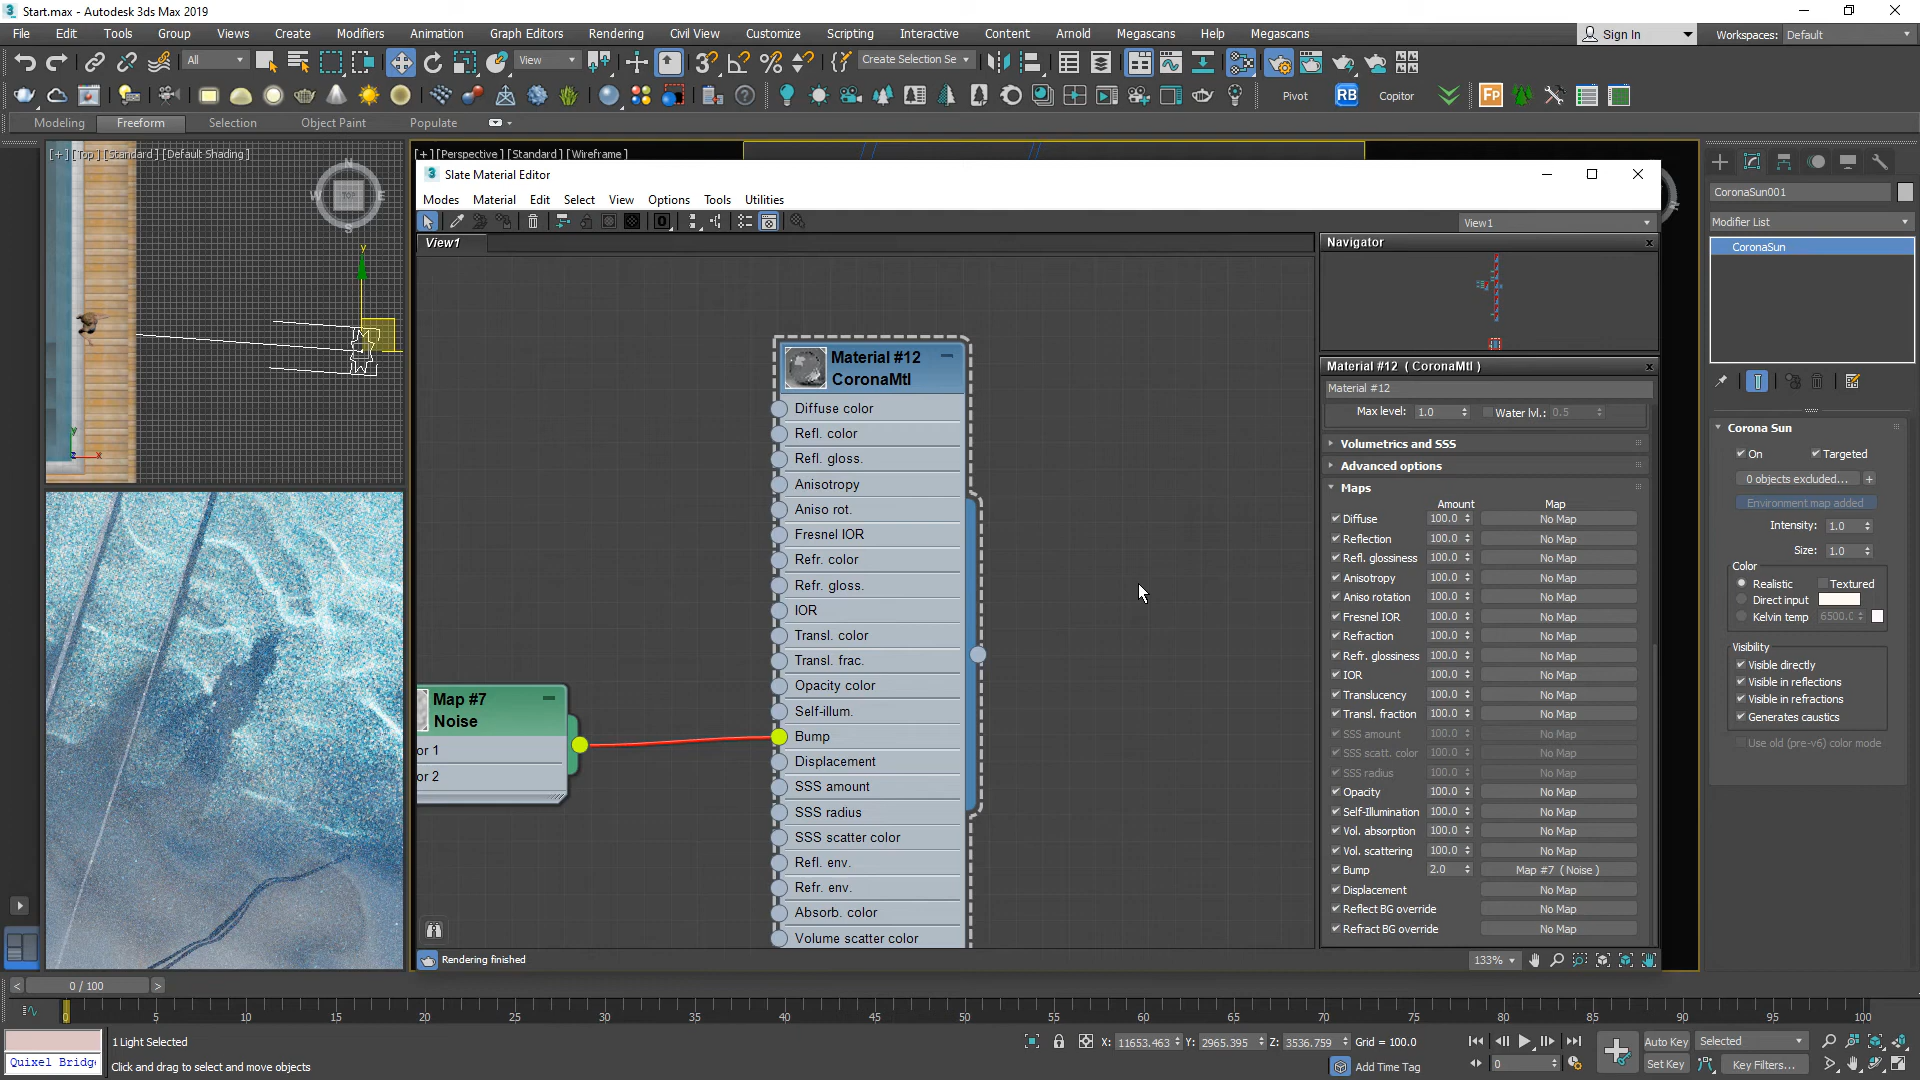 Start.max - Autodesk 3ds Max 2019
File Edit Tools Group Views Create Modifiers Animation Graph Editors Rendering Civil View Customize Scripting Interactive Content Arnold Megascans Help Megascans
Sign In Workspaces: Default
All View Create Selection Se
Pivot RB Copitor Fp
Modeling Freeform Selection Object Paint Populate
[+] [Top] [Standard] [Default Shading]
[+] [Perspective] [Standard] [Wireframe]
N
W TOP E
S
y
y
x
Slate Material Editor
Modes Material Edit Select View Options Tools Utilities
View1
View1
Navigator
Material #12
CoronaMtl
Diffuse color
Refl. color
Refl. gloss.
Anisotropy
Aniso rot.
Fresnel IOR
Refr. color
Refr. gloss.
IOR
Transl. color
Transl. frac.
Opacity color
Self-illum.
Bump
Displacement
SSS amount
SSS radius
SSS scatter color
Refl. env.
Refr. env.
Absorb. color
Volume scatter color
Map #7
Noise
or 1
or 2
Rendering finished
133%
Material #12 ( CoronaMtl )
Material #12
Max level: 1.0 Water lvl.: 0.5
Volumetrics and SSS
Advanced options
Maps
Amount Map
Diffuse 100.0 No Map
Reflection 100.0 No Map
Refl. glossiness 100.0 No Map
Anisotropy 100.0 No Map
Aniso rotation 100.0 No Map
Fresnel IOR 100.0 No Map
Refraction 100.0 No Map
Refr. glossiness 100.0 No Map
IOR 100.0 No Map
Translucency 100.0 No Map
Transl. fraction 100.0 No Map
SSS amount 100.0 No Map
SSS scatt. color 100.0 No Map
SSS radius 100.0 No Map
Opacity 100.0 No Map
Self-Illumination 100.0 No Map
Vol. absorption 100.0 No Map
Vol. scattering 100.0 No Map
Bump 2.0 Map #7 ( Noise )
Displacement No Map
Reflect BG override No Map
Refract BG override No Map
CoronaSun001
Modifier List
CoronaSun
Corona Sun
On Targeted
0 objects excluded... +
Environment map added
Intensity: 1.0
Size: 1.0
Color
Realistic Textured
Direct input
Kelvin temp 6500.0
Visibility
Visible directly
Visible in reflections
Visible in refractions
Generates caustics
Use old (pre-v6) color mode
< 0 / 100 >
0 5 10 15 20 25 30 35 40 45 50 55 60 65 70 75 80 85 90 95 100
1 Light Selected
X: 11653.463 Y: 2965.395 Z: 3536.759 Grid = 100.0
Auto Key Selected
Quixel Bridg
Click and drag to select and move objects
Add Time Tag
0
Set Key Key Filters...